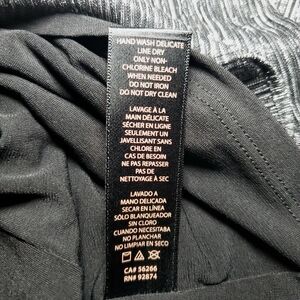 HAND WASH DELICATE
LINE DRY
ONLY NON-
CHLORINE BLEACH
WHEN NEEDED
DO NOT IRON
DO NOT DRY CLEAN
LAVAGE À LA
MAIN DÉLICATE
SÉCHER EN LIGNE
SEULEMENT UN
JAVELLISANT SANS
CHLORE EN
CAS DE BESOIN
NE PAS REPASSER
PAS DE
NETTOYAGE À SEC
LAVADO A
MANO DELICADA
SECAR EN LÍNEA
SÓLO BLANQUEADOR
SIN CLORO
CUANDO NECESITABA
NO PLANCHAR
NO LIMPIAR EN SECO
CA# 56266
RN# 92874